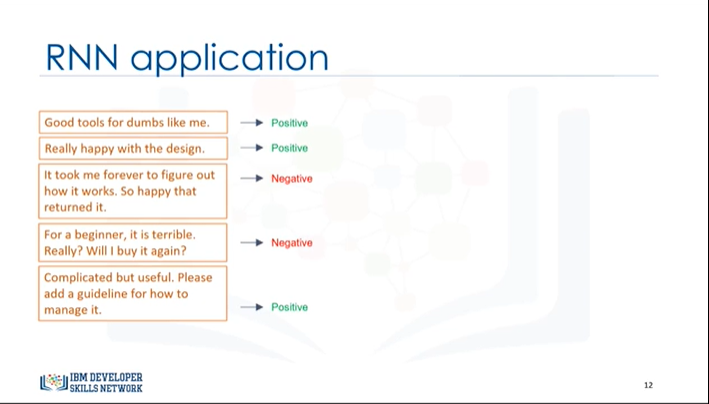 RNN application
Good tools for dumbs like me.
Positive
Really happy with the design.
Positive
It took me forever to figure out
how it works. So happy that
returned it.
Negative
For a beginner, it is terrible.
Really? Will I buy it again?
Negative
Complicated but useful. Please
add a guideline for how to
manage it.
Positive
IBM DEVELOPER
SKILLS NETWORK
12